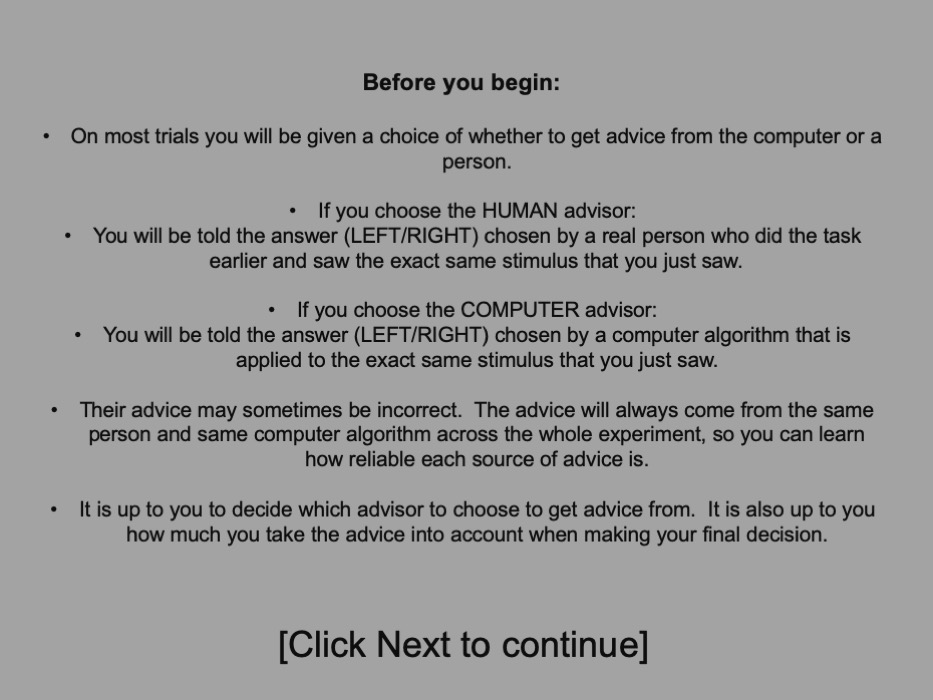 Before you begin:
• On most trials you will be given a choice of whether to get advice from the computer or a
person.
• If you choose the HUMAN advisor:
• You will be told the answer (LEFT/RIGHT) chosen by a real person who did the task
earlier and saw the exact same stimulus that you just saw.
• If you choose the COMPUTER advisor:
• You will be told the answer (LEFT/RIGHT) chosen by a computer algorithm that is
applied to the exact same stimulus that you just saw.
• Their advice may sometimes be incorrect.  The advice will always come from the same
person and same computer algorithm across the whole experiment, so you can learn
how reliable each source of advice is.
• It is up to you to decide which advisor to choose to get advice from.  It is also up to you
how much you take the advice into account when making your final decision.
[Click Next to continue]